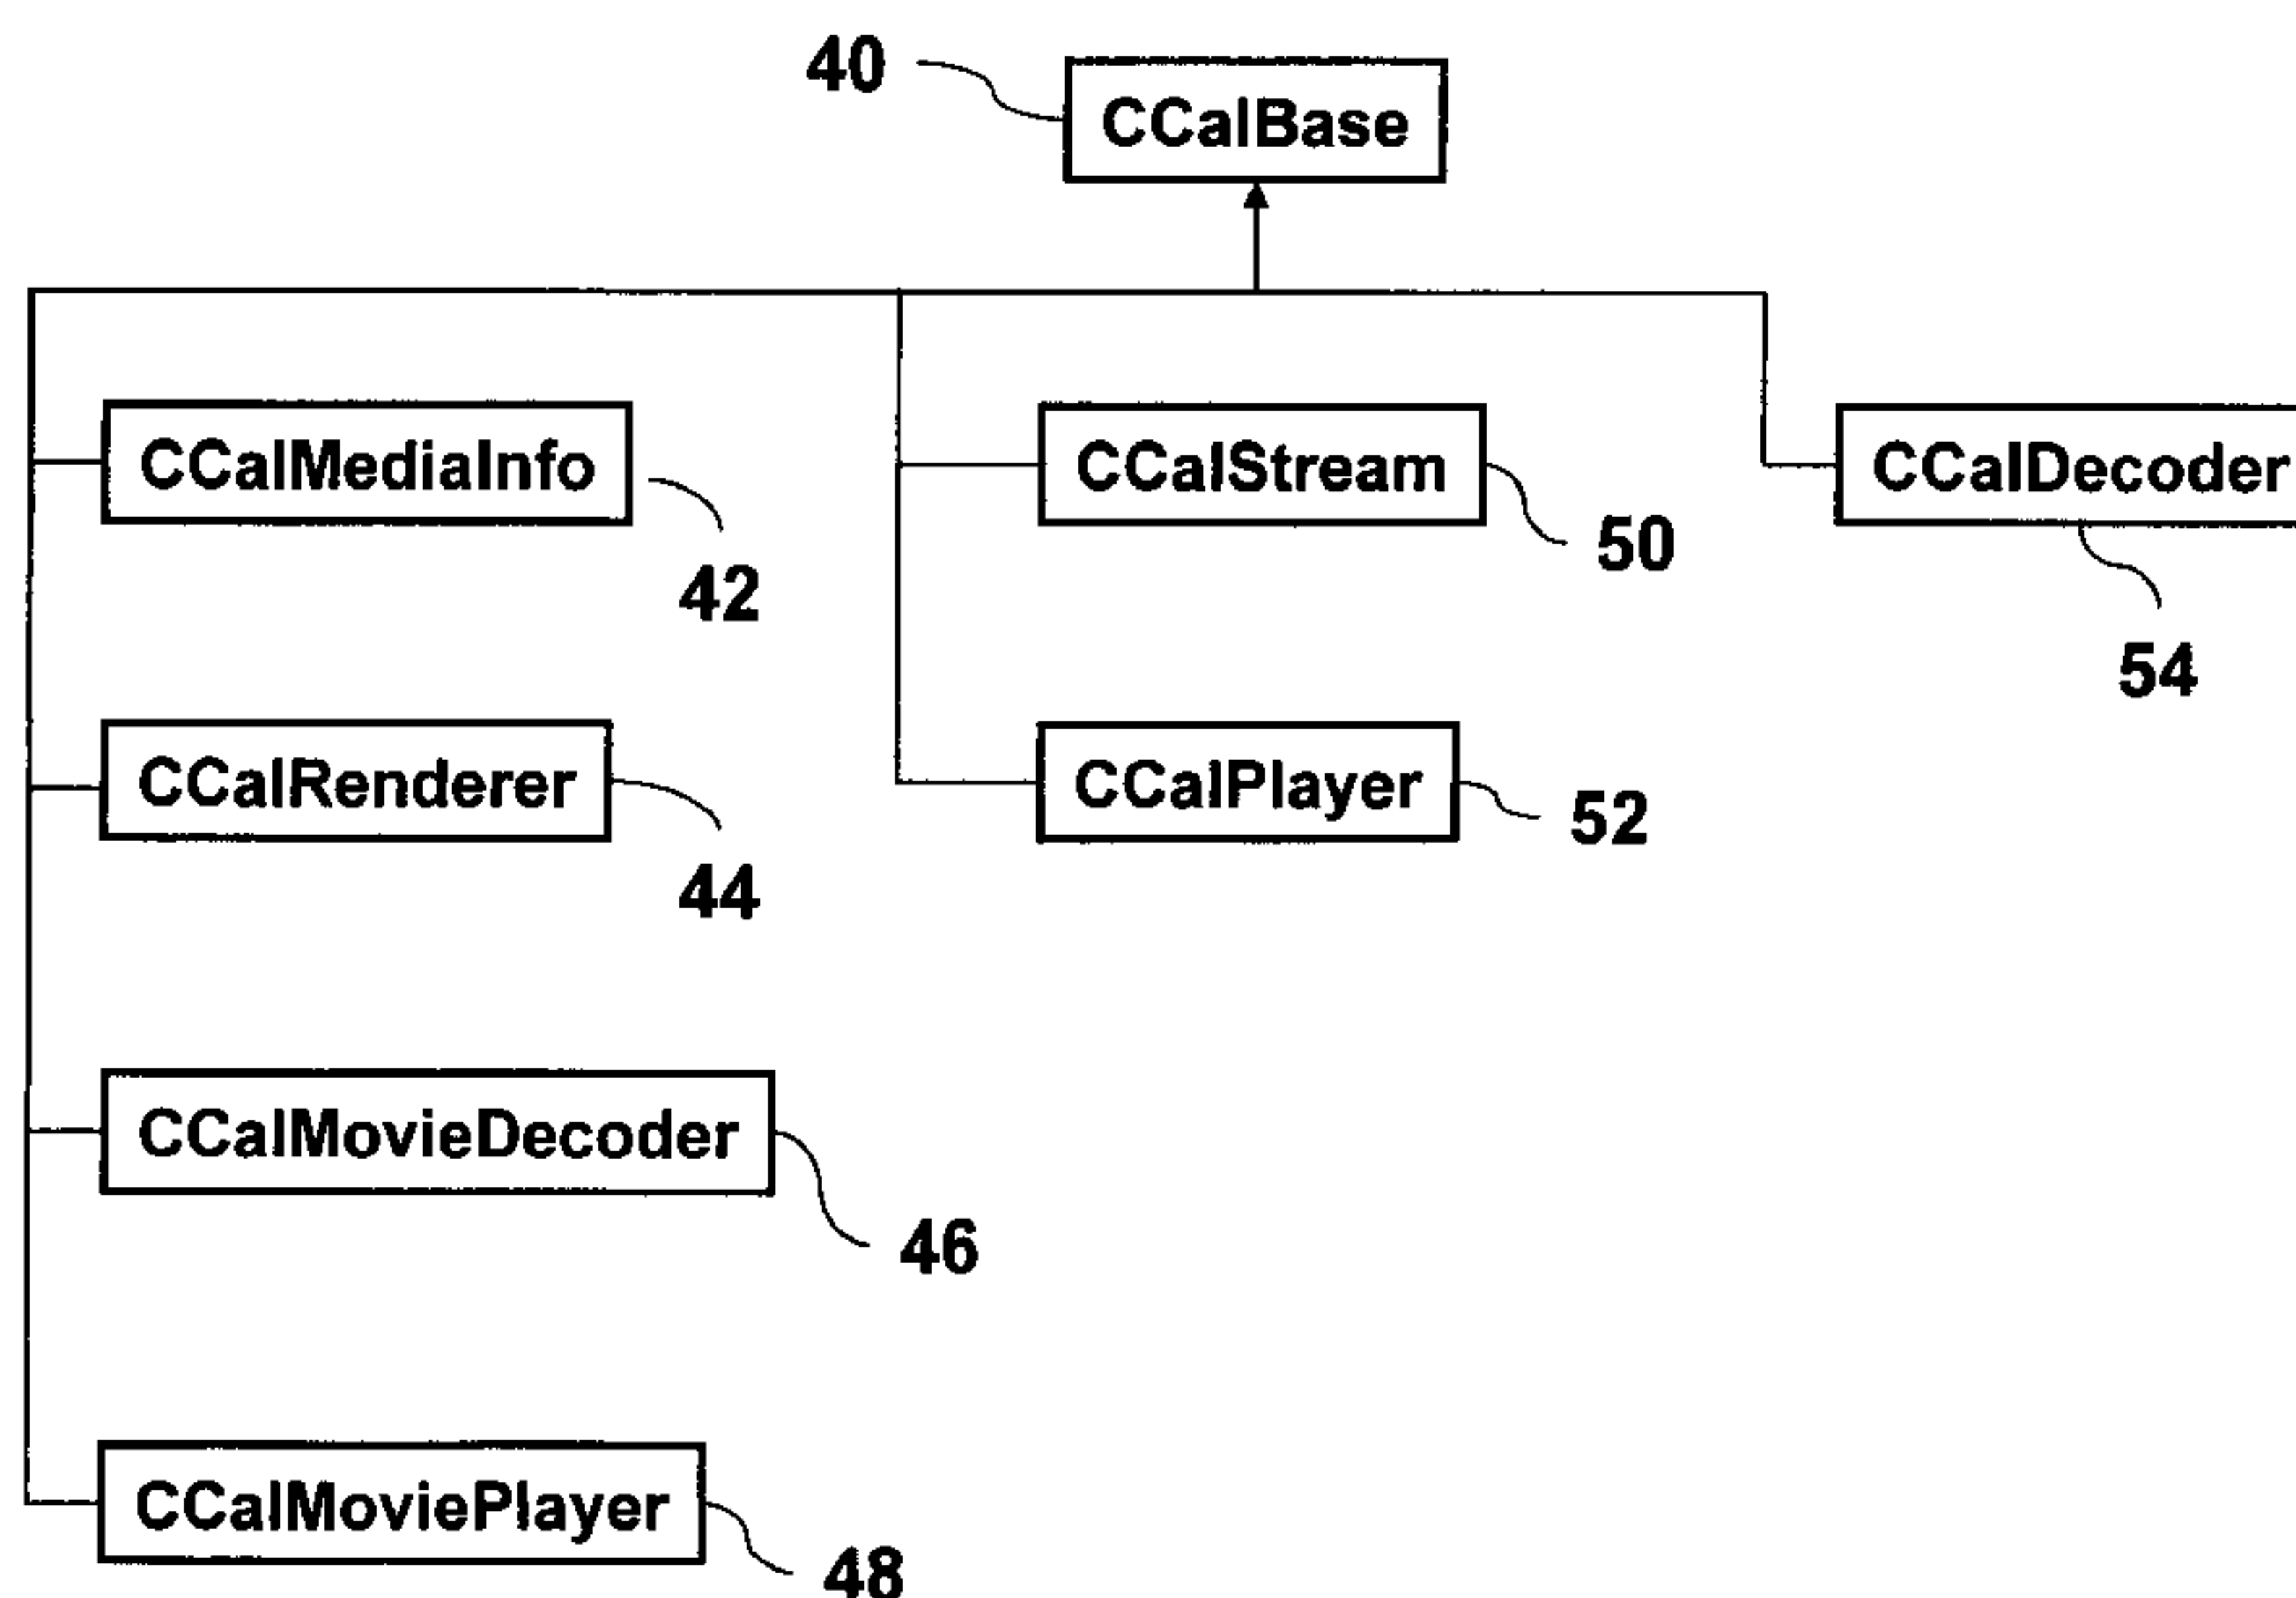 40
CCalBase
CCalMediaInfo
42
CCalStream
50
CCalDecoder
54
CCalRenderer
44
CCalPlayer
52
CCalMovieDecoder
46
CCalMoviePlayer
48